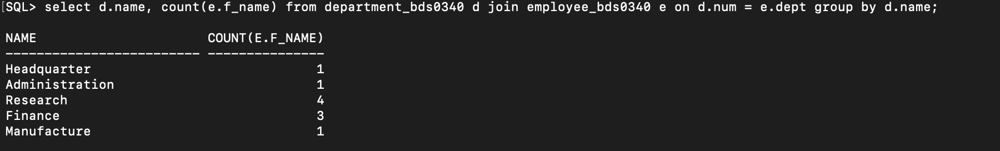 [SQL> select d.name, count(e.f_name) from department_bds0340 d join employee_bds0340 e on d.num = e.dept group by d.name;
NAME                      COUNT(E.F_NAME)
------------------------- ---------------
Headquarter                             1
Administration                          1
Research                                4
Finance                                 3
Manufacture                             1